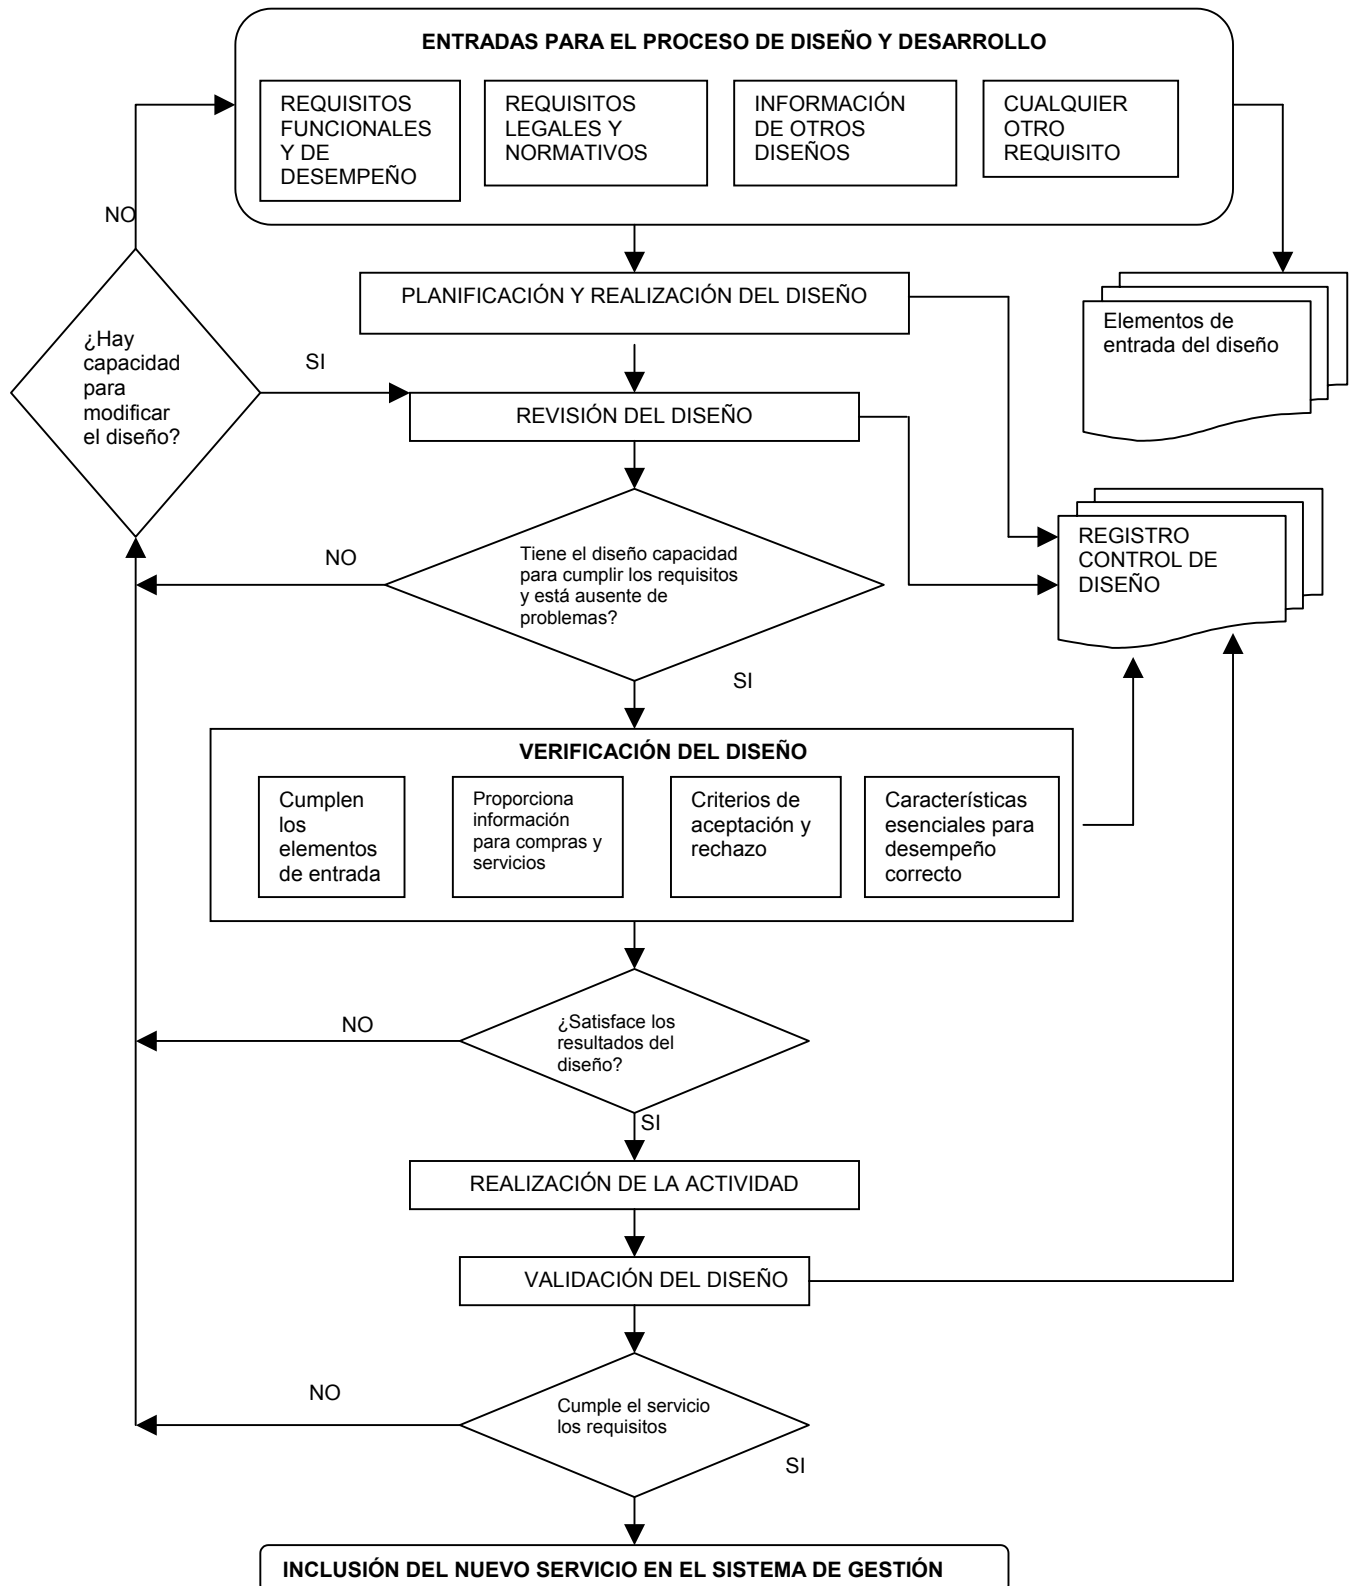 ENTRADAS PARA EL PROCESO DE DISEÑO Y DESARROLLO
REQUISITOS
FUNCIONALES
Y DE
DESEMPEÑO
REQUISITOS
LEGALES Y
NORMATIVOS
INFORMACIÓN
DE OTROS
DISEÑOS
CUALQUIER
OTRO
REQUISITO
NO
PLANIFICACIÓN Y REALIZACIÓN DEL DISEÑO
Elementos de
entrada del diseño
¿Hay
capacidad
para
modificar
el diseño?
SI
REVISIÓN DEL DISEÑO
NO
Tiene el diseño capacidad
para cumplir los requisitos
y está ausente de
problemas?
REGISTRO
CONTROL DE
DISEÑO
SI
VERIFICACIÓN DEL DISEÑO
Cumplen
los
elementos
de entrada
Proporciona
información
para compras y
servicios
Criterios de
aceptación y
rechazo
Características
esenciales para
desempeño
correcto
NO
¿Satisface los
resultados del
diseño?
SI
REALIZACIÓN DE LA ACTIVIDAD
VALIDACIÓN DEL DISEÑO
NO
Cumple el servicio
los requisitos
SI
INCLUSIÓN DEL NUEVO SERVICIO EN EL SISTEMA DE GESTIÓN